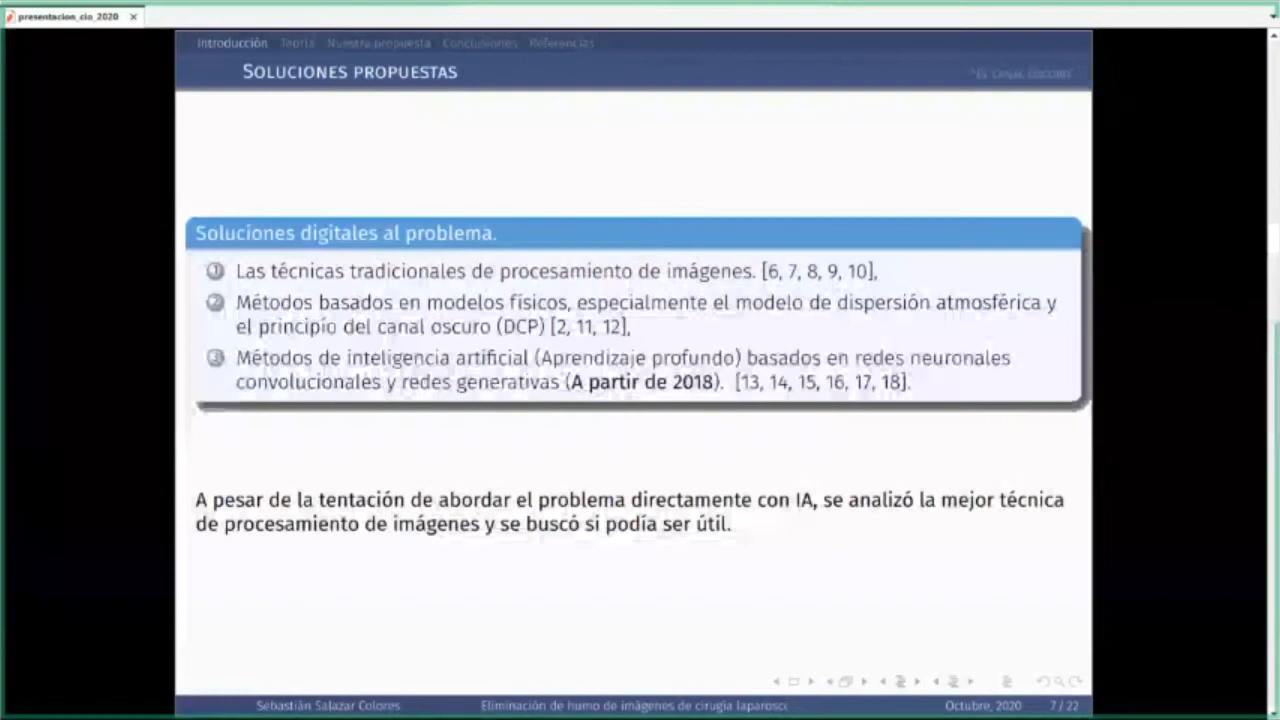 presentacion_cio_2020
Introducción Teoría Nuestra propuesta Conclusiones Referencias
SOLUCIONES PROPUESTAS
Soluciones digitales al problema.
1 Las técnicas tradicionales de procesamiento de imágenes. [6, 7, 8, 9, 10],
2 Métodos basados en modelos físicos, especialmente el modelo de dispersión atmosférica y
el principio del canal oscuro (DCP) [2, 11, 12],
3 Métodos de inteligencia artificial (Aprendizaje profundo) basados en redes neuronales
convolucionales y redes generativas (A partir de 2018). [13, 14, 15, 16, 17, 18].
A pesar de la tentación de abordar el problema directamente con IA, se analizó la mejor técnica
de procesamiento de imágenes y se buscó si podía ser útil.
Sebastián Salazar Colores Eliminación de humo de imágenes de cirugía laparosc Octubre, 2020 7 / 22